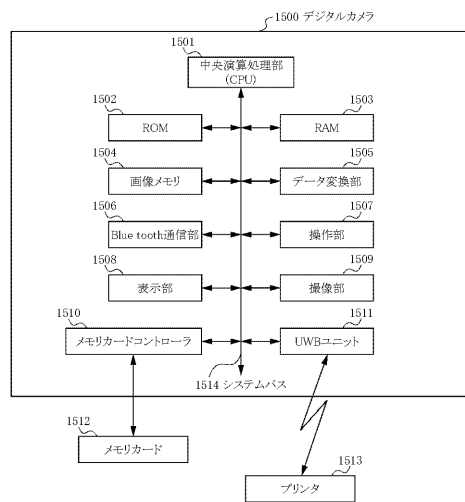 1500 デジタルカメラ
1501
中央演算処理部
(CPU)
1502
ROM
1503
RAM
1504
画像メモリ
1505
データ変換部
1506
Blue tooth通信部
1507
操作部
1508
表示部
1509
撮像部
1510
メモリカードコントローラ
1511
UWBユニット
1514 システムバス
1512
メモリカード
1513
プリンタ